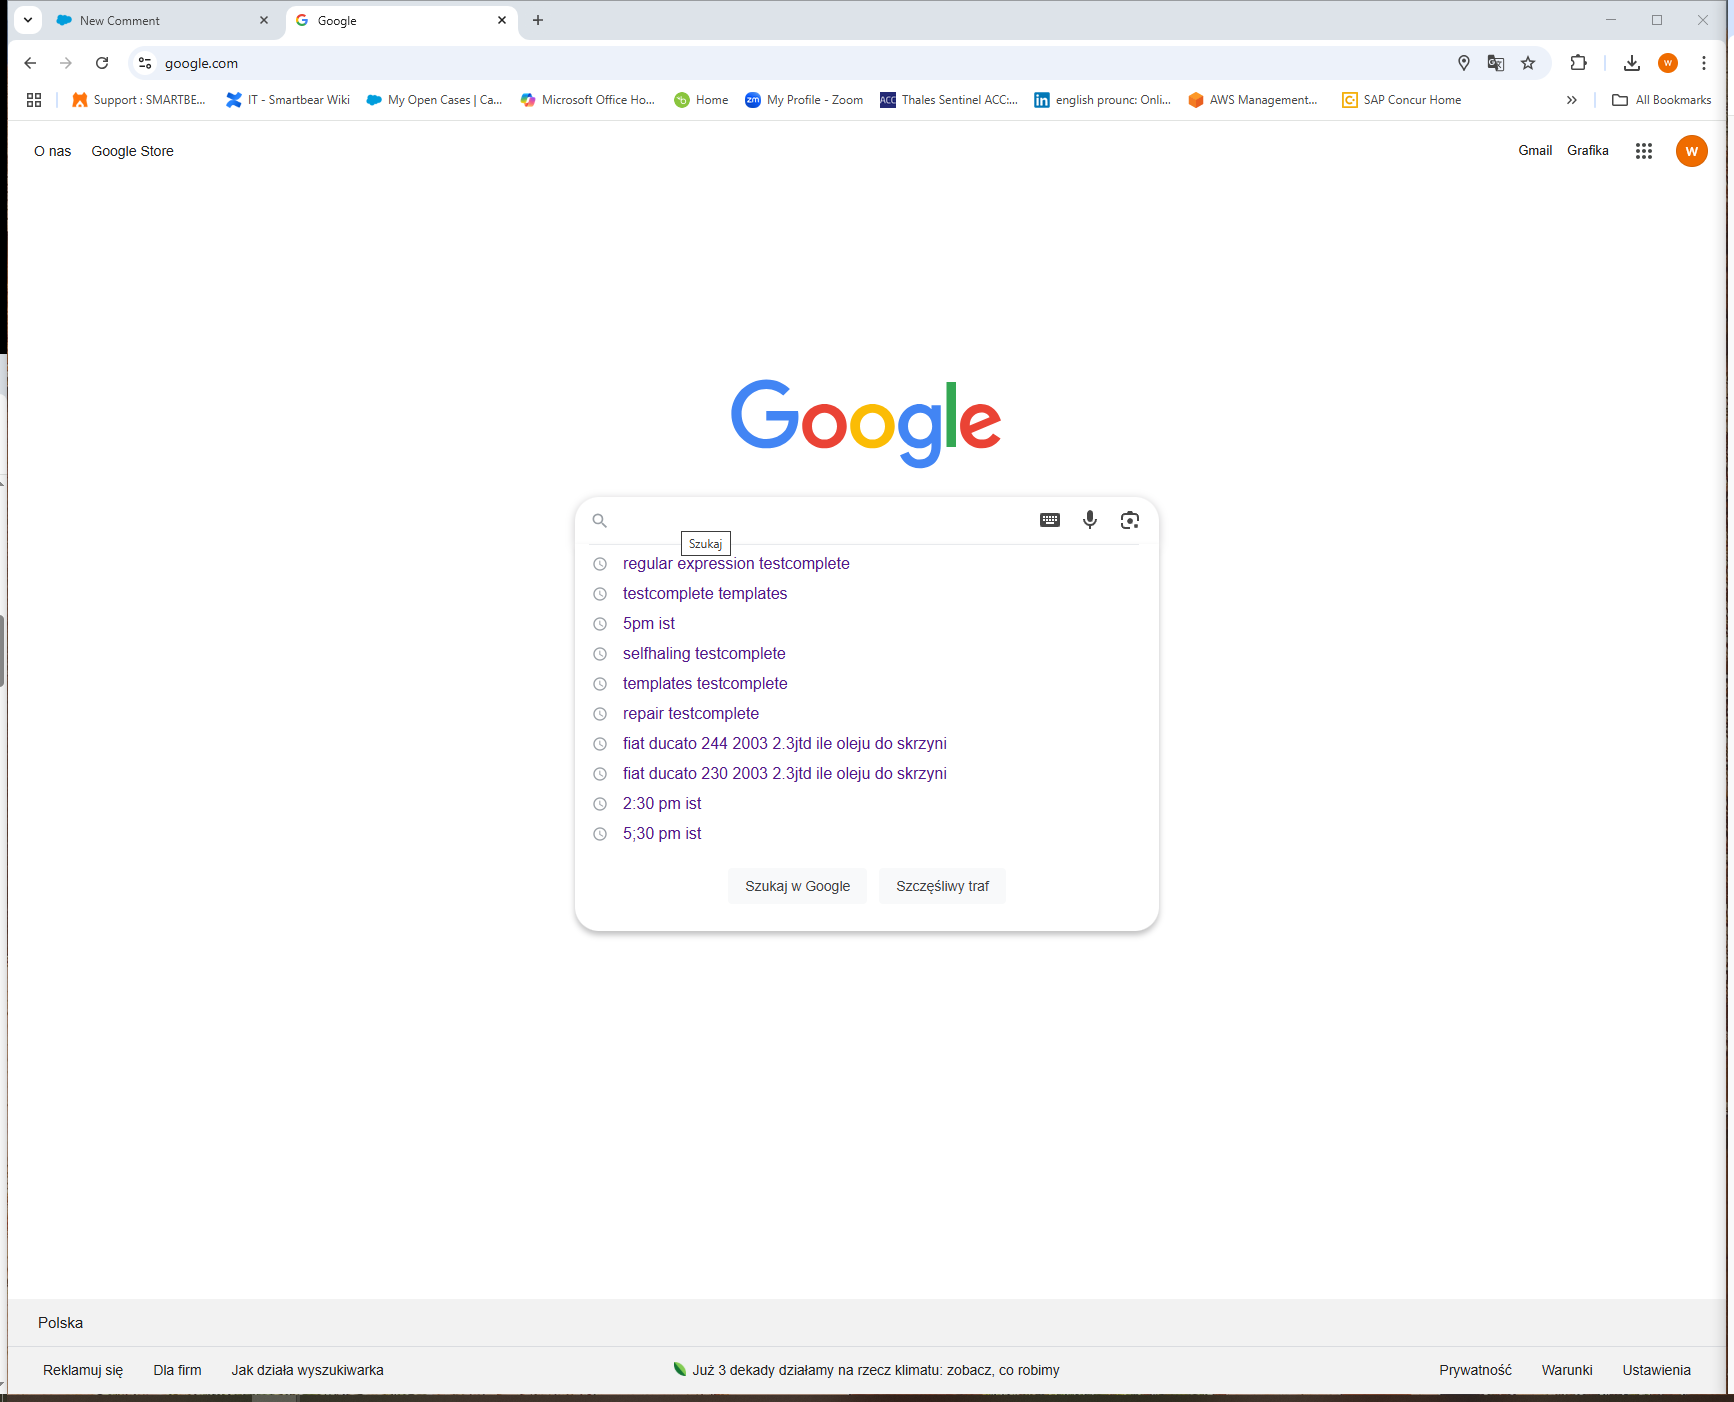 New Comment
Google
google.com
Support : SMARTBE...
IT - Smartbear Wiki
My Open Cases | Ca...
Microsoft Office Ho...
Home
zm My Profile - Zoom
ACC Thales Sentinel ACC:...
in english prounc: Onli...
AWS Management...
SAP Concur Home
All Bookmarks
W
O nas
Google Store
Gmail
Grafika
W
Google
Szukaj
regular expression testcomplete
testcomplete templates
5pm ist
selfhaling testcomplete
templates testcomplete
repair testcomplete
fiat ducato 244 2003 2.3jtd ile oleju do skrzyni
fiat ducato 230 2003 2.3jtd ile oleju do skrzyni
2:30 pm ist
5;30 pm ist
Szukaj w Google
Szczęśliwy traf
Polska
Reklamuj się
Dla firm
Jak działa wyszukiwarka
Już 3 dekady działamy na rzecz klimatu: zobacz, co robimy
Prywatność
Warunki
Ustawienia